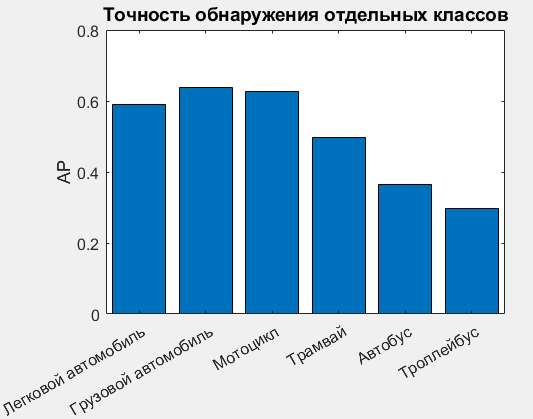 Точность обнаружения отдельных классов
0.8
0.6
0.4
0.2
0
AP
Легковой автомобиль
Грузовой автомобиль
Мотоцикл
Трамвай
Автобус
Троллейбус